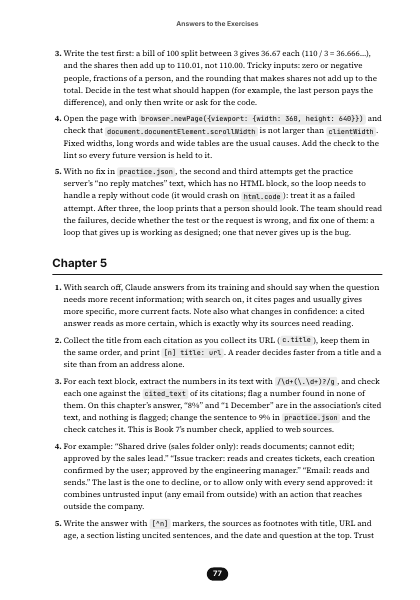 Answers to the Exercises
3. Write the test first: a bill of 100 split between 3 gives 36.67 each (110 / 3 = 36.666...),
and the shares then add up to 110.01, not 110.00. Tricky inputs: zero or negative
people, fractions of a person, and the rounding that makes shares not add up to the
total. Decide in the test what should happen (for example, the last person pays the
difference), and only then write or ask for the code.
4. Open the page with browser.newPage({viewport: {width: 360, height: 640}}) and
check that document.documentElement.scrollWidth is not larger than clientWidth.
Fixed widths, long words and wide tables are the usual causes. Add the check to the
lint so every future version is held to it.
5. With no fix in practice.json, the second and third attempts get the practice
server's “no reply matches” text, which has no HTML block, so the loop needs to
handle a reply without code (it would crash on html.code): treat it as a failed
attempt. After three, the loop prints that a person should look. The team should read
the failures, decide whether the test or the request is wrong, and fix one of them: a
loop that gives up is working as designed; one that never gives up is the bug.
Chapter 5
1. With search off, Claude answers from its training and should say when the question
needs more recent information; with search on, it cites pages and usually gives
more specific, more current facts. Note also what changes in confidence: a cited
answer reads as more certain, which is exactly why its sources need reading.
2. Collect the title from each citation as you collect its URL (c.title), keep them in
the same order, and print [n] title: url. A reader decides faster from a title and a
site than from an address alone.
3. For each text block, extract the numbers in its text with /\d+(\.\d+)?/g, and check
each one against the cited_text of its citations; flag a number found in none of
them. On this chapter's answer, “8%” and “1 December” are in the association's cited
text, and nothing is flagged; change the sentence to 9% in practice.json and the
check catches it. This is Book 7's number check, applied to web sources.
4. For example: “Shared drive (sales folder only): reads documents; cannot edit;
approved by the sales lead.” “Issue tracker: reads and creates tickets, each creation
confirmed by the user; approved by the engineering manager.” “Email: reads and
sends.” The last is the one to decline, or to allow only with every send approved: it
combines untrusted input (any email from outside) with an action that reaches
outside the company.
5. Write the answer with [^n] markers, the sources as footnotes with title, URL and
age, a section listing uncited sentences, and the date and question at the top. Trust
77